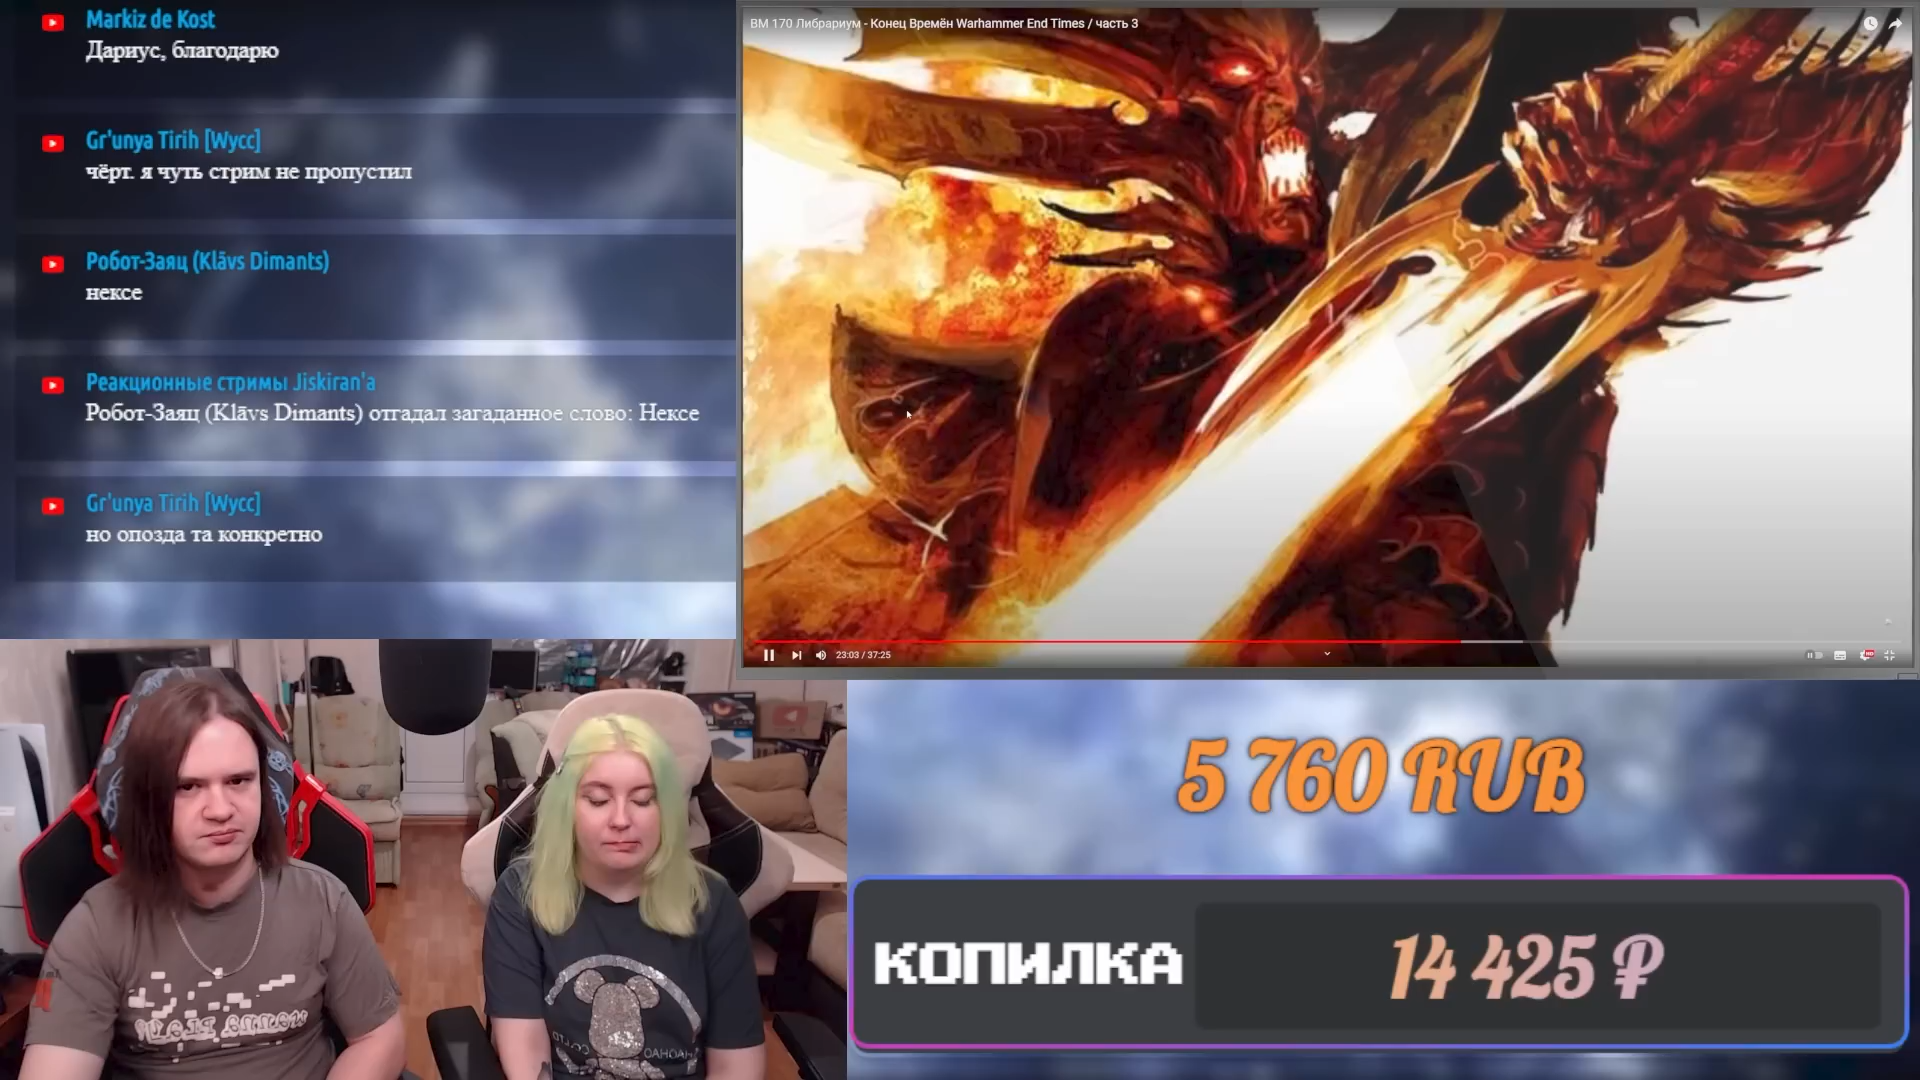 Markiz de Kost
Дариус, благодарю
Gr'unya Tirih [Wycc]
чёрт. я чуть стрим не пропустил
Робот-Заяц (Klāvs Dimants)
нексе
Реакционные стримы Jiskiran'a
Робот-Заяц (Klāvs Dimants) отгадал загаданное слово: Нексе
Gr'unya Tirih [Wycc]
но опозда та конкретно
ВМ 170 Либрариум - Конец Времён Warhammer End Times / часть 3
23:03 / 37:25
5 760 RUB
КОПИЛКА
14 425 ₽